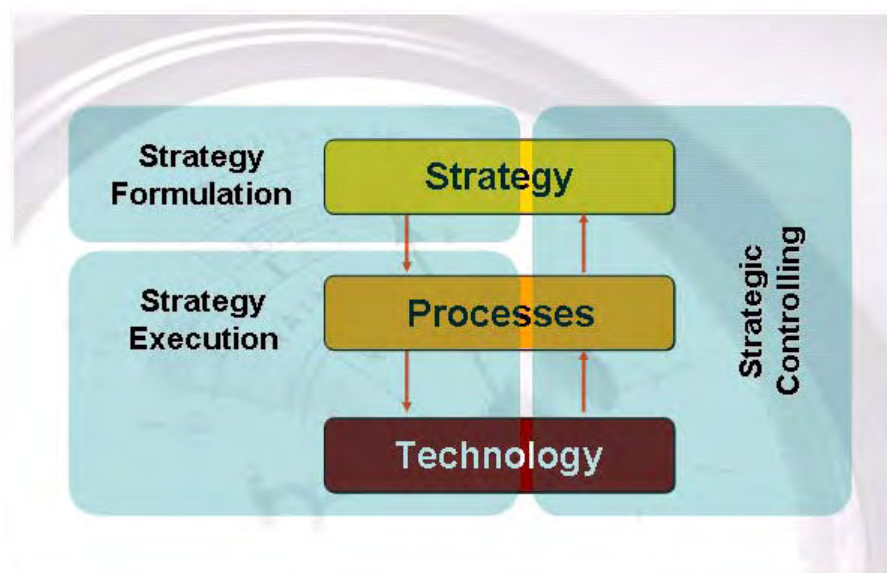 Strategy
Formulation
Strategy
Strategy
Execution
Processes
Technology
Strategic
Controlling